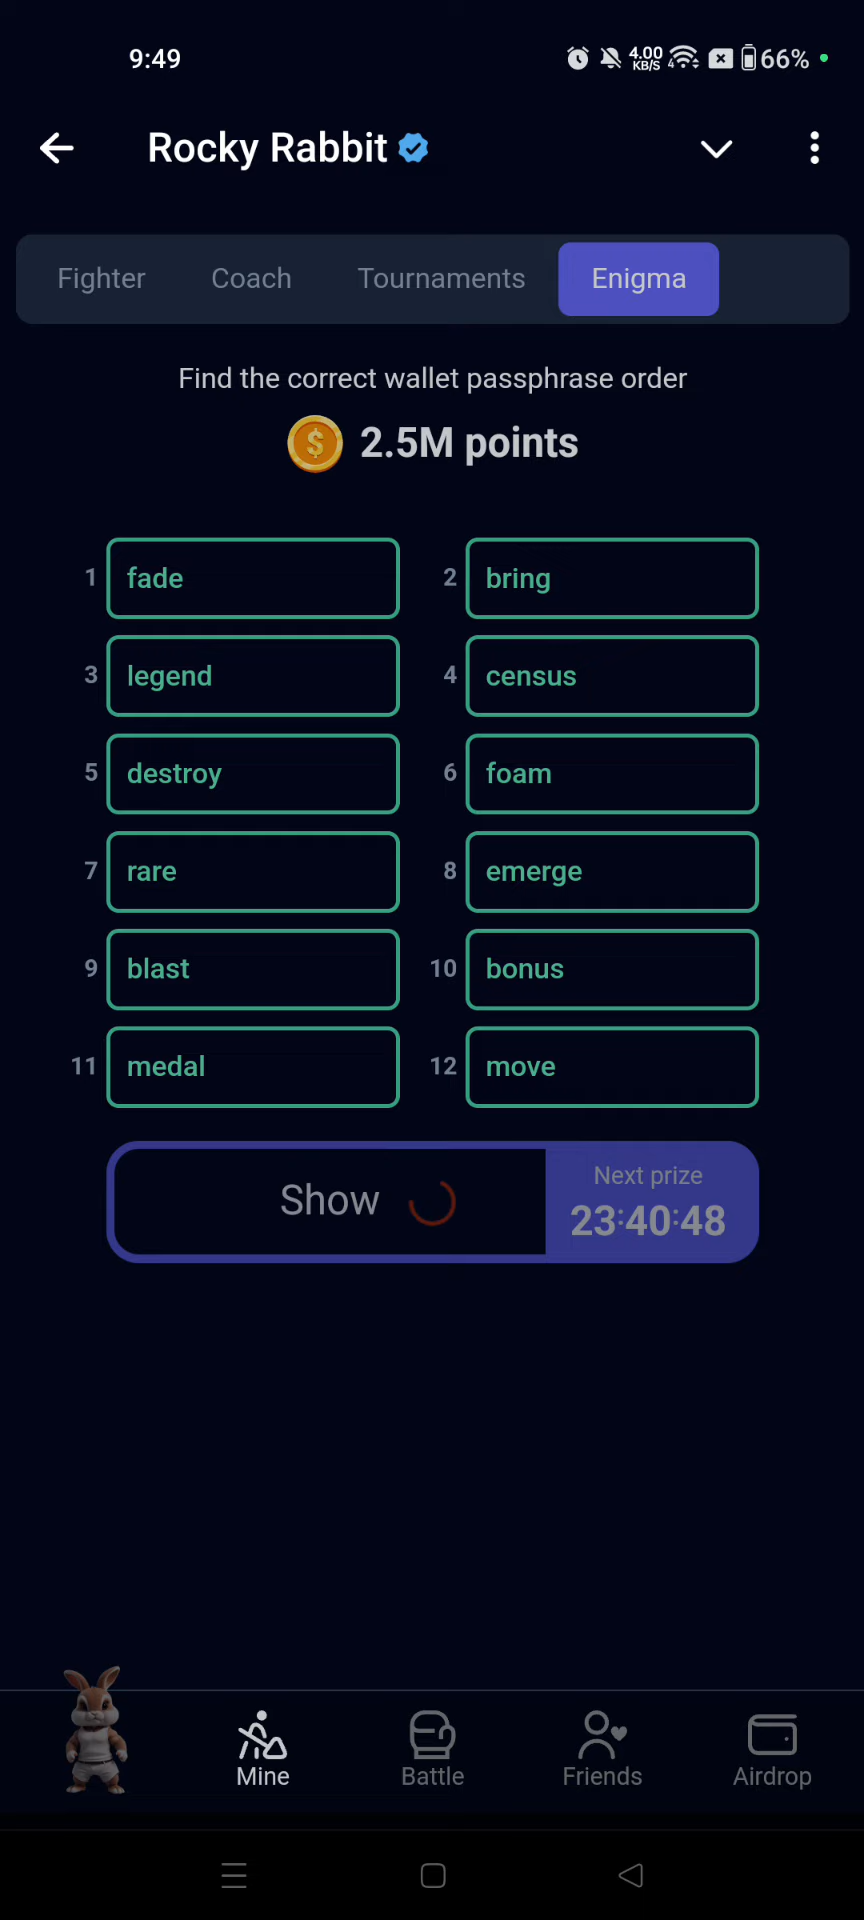 9:49
4.00 KB/S
4
66%
Rocky Rabbit
Fighter Coach Tournaments Enigma
Find the correct wallet passphrase order
$ 2.5M points
1 fade 2 bring
3 legend 4 census
5 destroy 6 foam
7 rare 8 emerge
9 blast 10 bonus
11 medal 12 move
Show
Next prize
23:40:48
Mine Battle Friends Airdrop